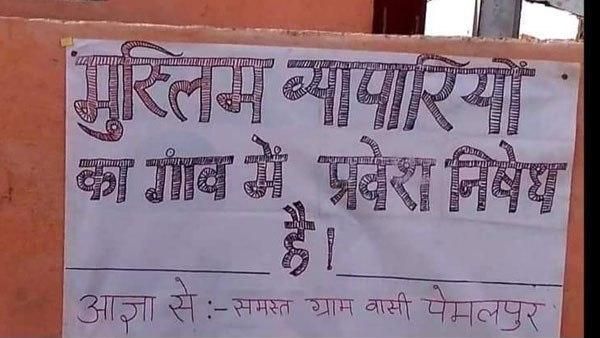 मुस्लिम व्यापारियों
का गांव में प्रवेश निषेध
है!
आज्ञा से :- समस्त ग्राम वासी पेमलपुर